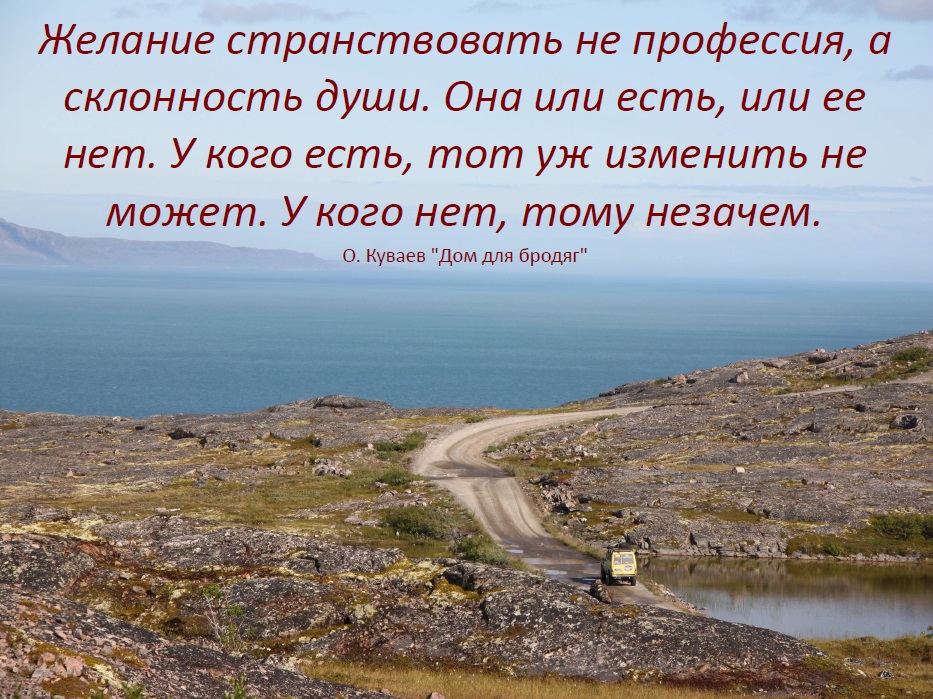 Желание странствовать не профессия, а
склонность души. Она или есть, или ее
нет. У кого есть, тот уж изменить не
может. У кого нет, тому незачем.
О. Куваев "Дом для бродяг"